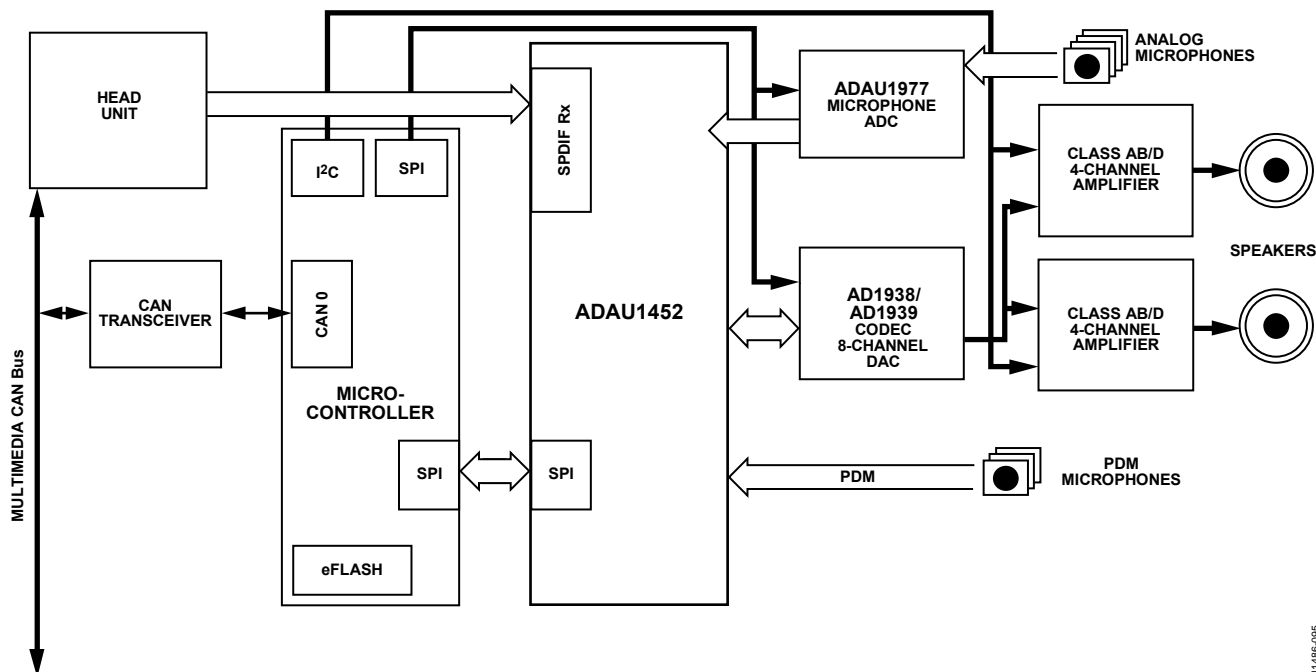 HEAD
UNIT
I²C
SPI
SPDIF Rx
ADAU1977
MICROPHONE
ADC
ANALOG
MICROPHONES
CLASS AB/D
4-CHANNEL
AMPLIFIER
SPEAKERS
CAN
TRANSCEIVER
CAN 0
MICRO-
CONTROLLER
ADAU1452
AD1938/
AD1939
CODEC
8-CHANNEL
DAC
CLASS AB/D
4-CHANNEL
AMPLIFIER
MULTIMEDIA CAN Bus
SPI
SPI
PDM
PDM
MICROPHONES
eFLASH
11486-095